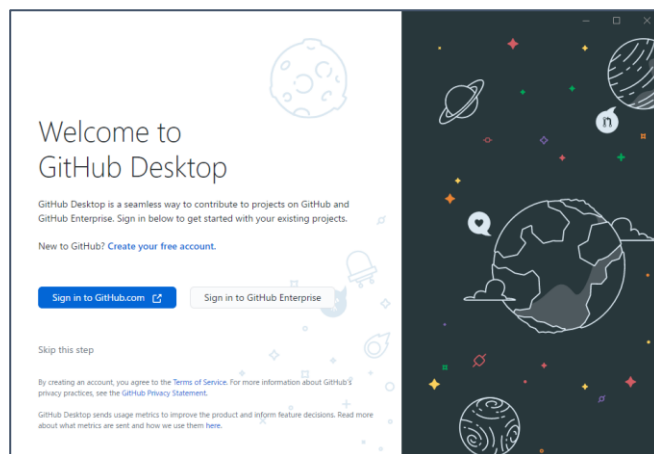 Welcome to
GitHub Desktop
GitHub Desktop is a seamless way to contribute to projects on GitHub and
GitHub Enterprise. Sign in below to get started with your existing projects.
New to GitHub? Create your free account.
Sign in to GitHub.com
Sign in to GitHub Enterprise
Skip this step
By creating an account, you agree to the Terms of Service. For more information about GitHub's
privacy practices, see the GitHub Privacy Statement.
GitHub Desktop sends usage metrics to improve the product and inform feature decisions. Read more
about what metrics are sent and how we use them here.